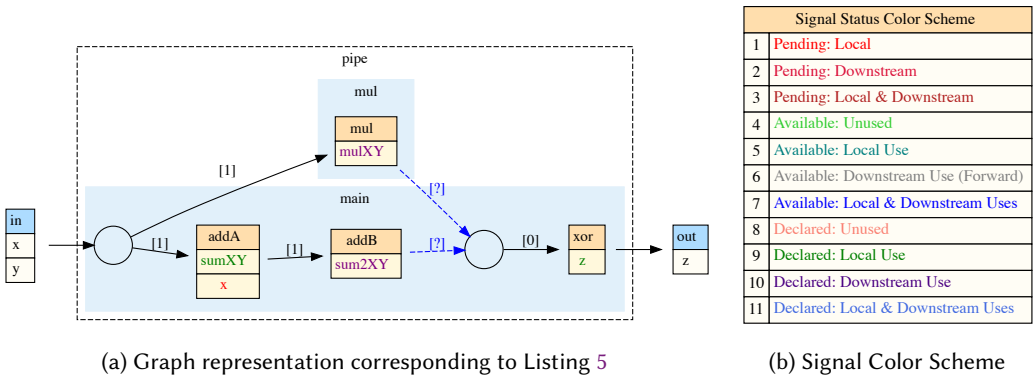 pipe
mul
mul
mulXY
[1]
[?]
main
in
x
y
[1]
addA
sumXY
x
[1]
addB
sum2XY
[?]
[0]
xor
z
out
z
(a) Graph representation corresponding to Listing 5
Signal Status Color Scheme
1 Pending: Local
2 Pending: Downstream
3 Pending: Local & Downstream
4 Available: Unused
5 Available: Local Use
6 Available: Downstream Use (Forward)
7 Available: Local & Downstream Uses
8 Declared: Unused
9 Declared: Local Use
10 Declared: Downstream Use
11 Declared: Local & Downstream Uses
(b) Signal Color Scheme